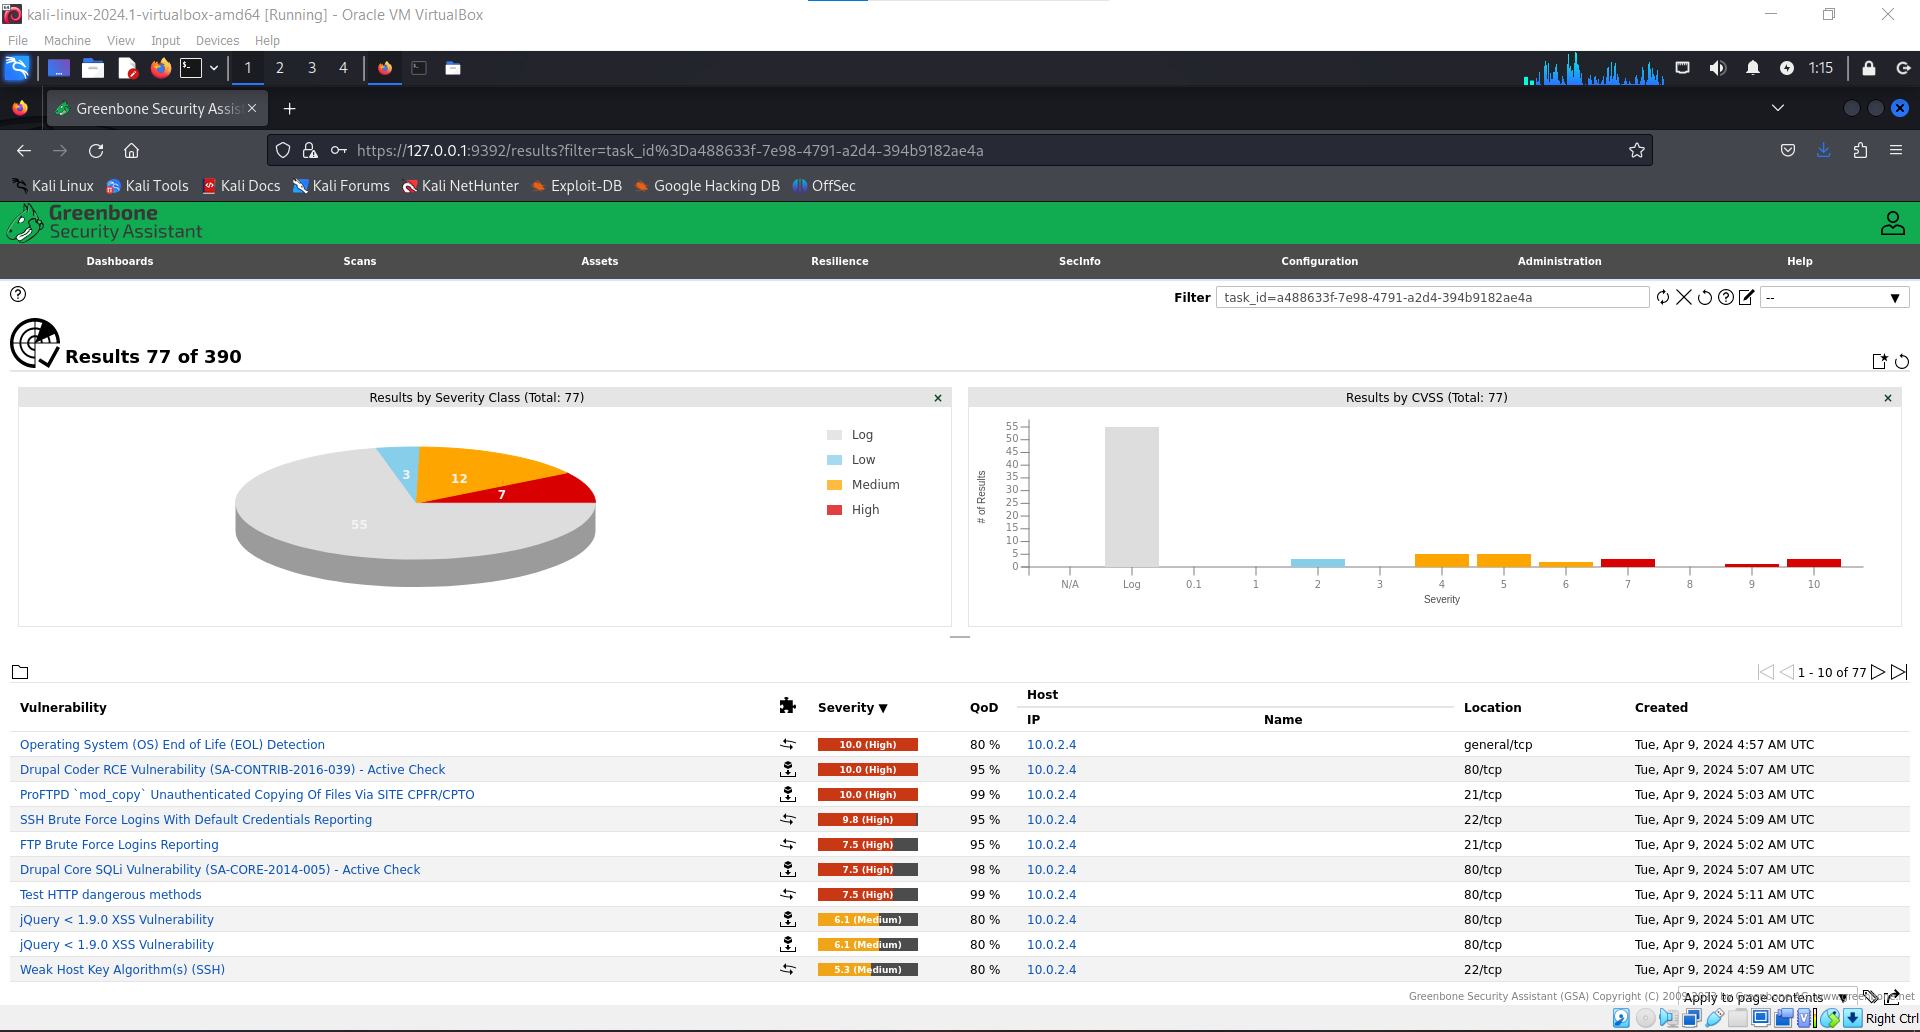 kali-linux-2024.1-virtualbox-amd64 [Running] - Oracle VM VirtualBox
File Machine View Input Devices Help
1 2 3 4 1:15
Greenbone Security Assis
https://127.0.0.1:9392/results?filter=task_id%3Da488633f-7e98-4791-a2d4-394b9182ae4a
Kali Linux Kali Tools Kali Docs Kali Forums Kali NetHunter Exploit-DB Google Hacking DB OffSec
Greenbone
Security Assistant
Dashboards Scans Assets Resilience SecInfo Configuration Administration Help
Filter task_id=a488633f-7e98-4791-a2d4-394b9182ae4a --
Results 77 of 390
Results by Severity Class (Total: 77)
3
12
7
55
Log
Low
Medium
High
Results by CVSS (Total: 77)
# of Results
55
50
45
40
35
30
25
20
15
10
5
0
N/A Log 0.1 1 2 3 4 5 6 7 8 9 10
Severity
1 - 10 of 77
Vulnerability Severity ▼ QoD Host Location Created
IP Name
Operating System (OS) End of Life (EOL) Detection 10.0 (High) 80 % 10.0.2.4 general/tcp Tue, Apr 9, 2024 4:57 AM UTC
Drupal Coder RCE Vulnerability (SA-CONTRIB-2016-039) - Active Check 10.0 (High) 95 % 10.0.2.4 80/tcp Tue, Apr 9, 2024 5:07 AM UTC
ProFTPD `mod_copy` Unauthenticated Copying Of Files Via SITE CPFR/CPTO 10.0 (High) 99 % 10.0.2.4 21/tcp Tue, Apr 9, 2024 5:03 AM UTC
SSH Brute Force Logins With Default Credentials Reporting 9.8 (High) 95 % 10.0.2.4 22/tcp Tue, Apr 9, 2024 5:09 AM UTC
FTP Brute Force Logins Reporting 7.5 (High) 95 % 10.0.2.4 21/tcp Tue, Apr 9, 2024 5:02 AM UTC
Drupal Core SQLi Vulnerability (SA-CORE-2014-005) - Active Check 7.5 (High) 98 % 10.0.2.4 80/tcp Tue, Apr 9, 2024 5:07 AM UTC
Test HTTP dangerous methods 7.5 (High) 99 % 10.0.2.4 80/tcp Tue, Apr 9, 2024 5:11 AM UTC
jQuery < 1.9.0 XSS Vulnerability 6.1 (Medium) 80 % 10.0.2.4 80/tcp Tue, Apr 9, 2024 5:01 AM UTC
jQuery < 1.9.0 XSS Vulnerability 6.1 (Medium) 80 % 10.0.2.4 80/tcp Tue, Apr 9, 2024 5:01 AM UTC
Weak Host Key Algorithm(s) (SSH) 5.3 (Medium) 80 % 10.0.2.4 22/tcp Tue, Apr 9, 2024 4:59 AM UTC
Apply to page contents ▼
Greenbone Security Assistant (GSA) Copyright (C)
Right Ctrl